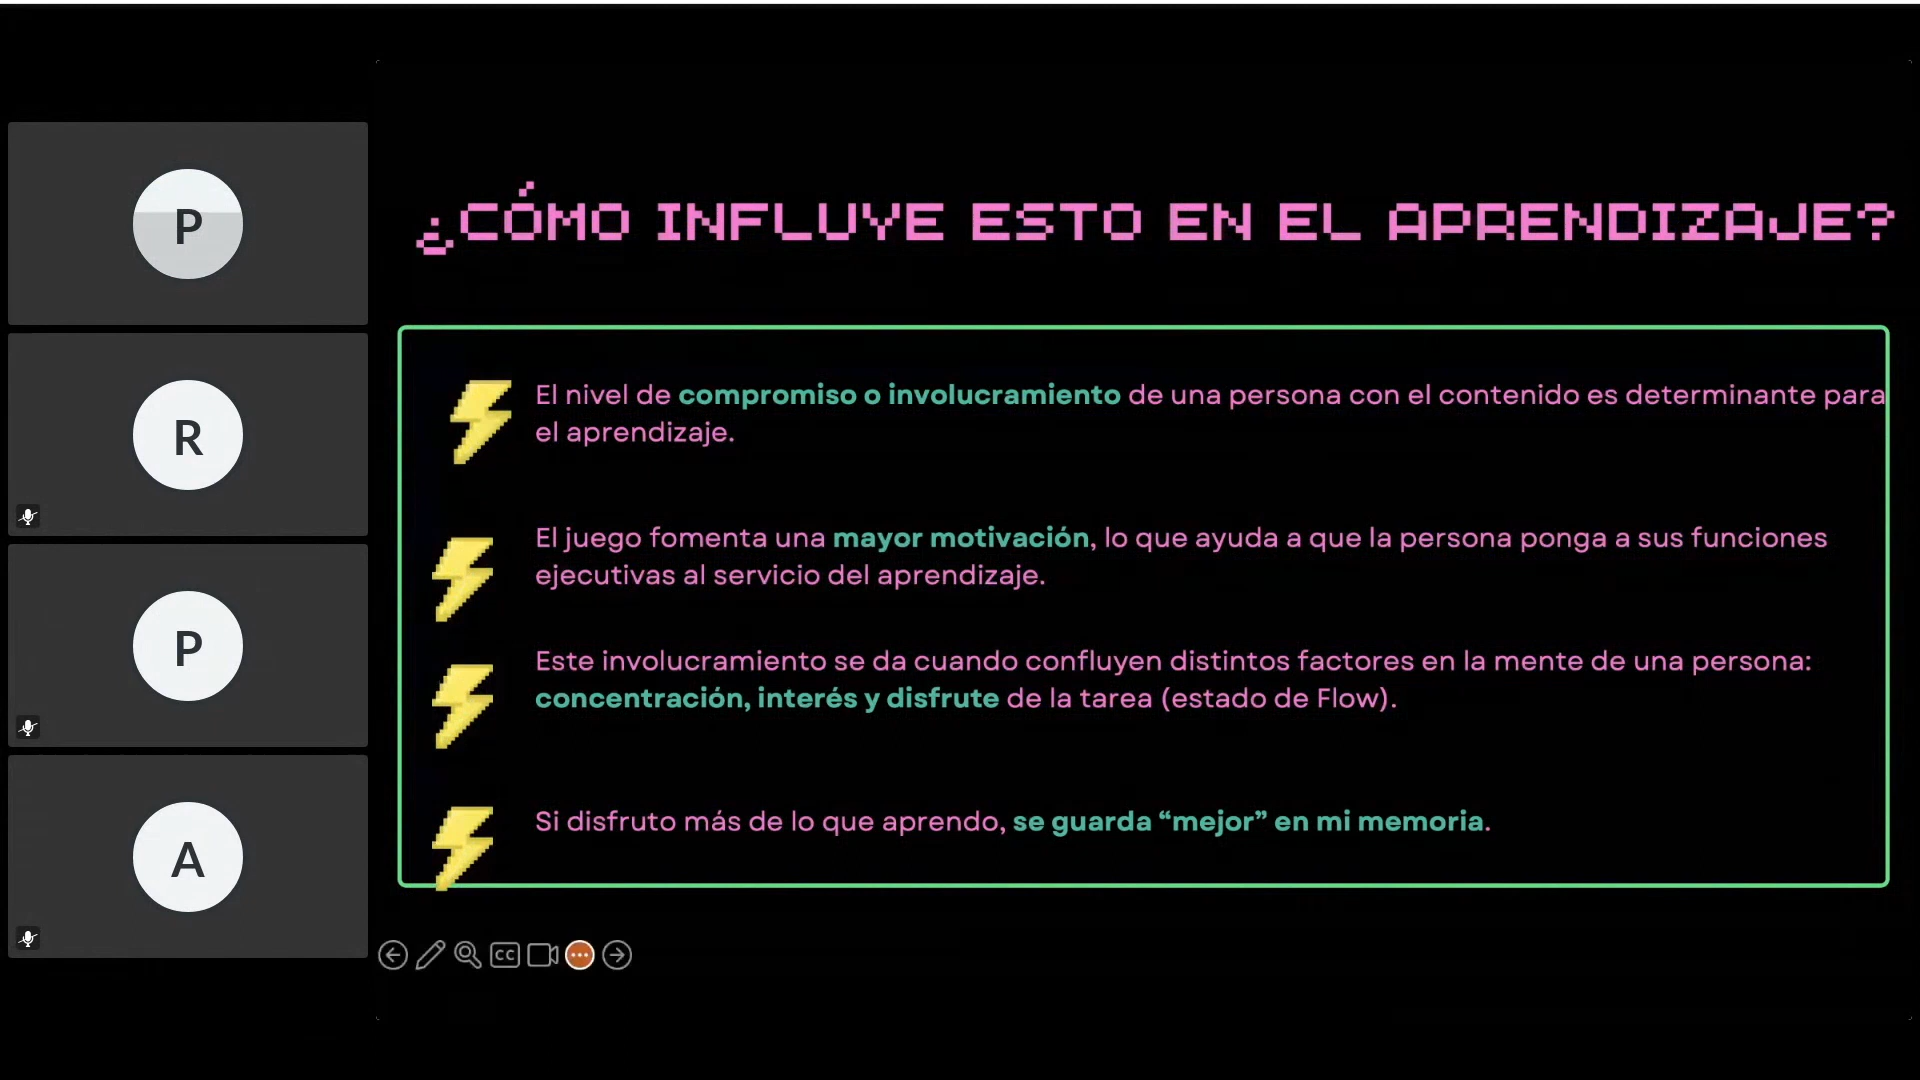 P
R
P
A
¿CÓMO INFLUYE ESTO EN EL APRENDIZAJE?
El nivel de compromiso o involucramiento de una persona con el contenido es determinante para
el aprendizaje.
El juego fomenta una mayor motivación, lo que ayuda a que la persona ponga a sus funciones
ejecutivas al servicio del aprendizaje.
Este involucramiento se da cuando confluyen distintos factores en la mente de una persona:
concentración, interés y disfrute de la tarea (estado de Flow).
Si disfruto más de lo que aprendo, se guarda “mejor” en mi memoria.
CC